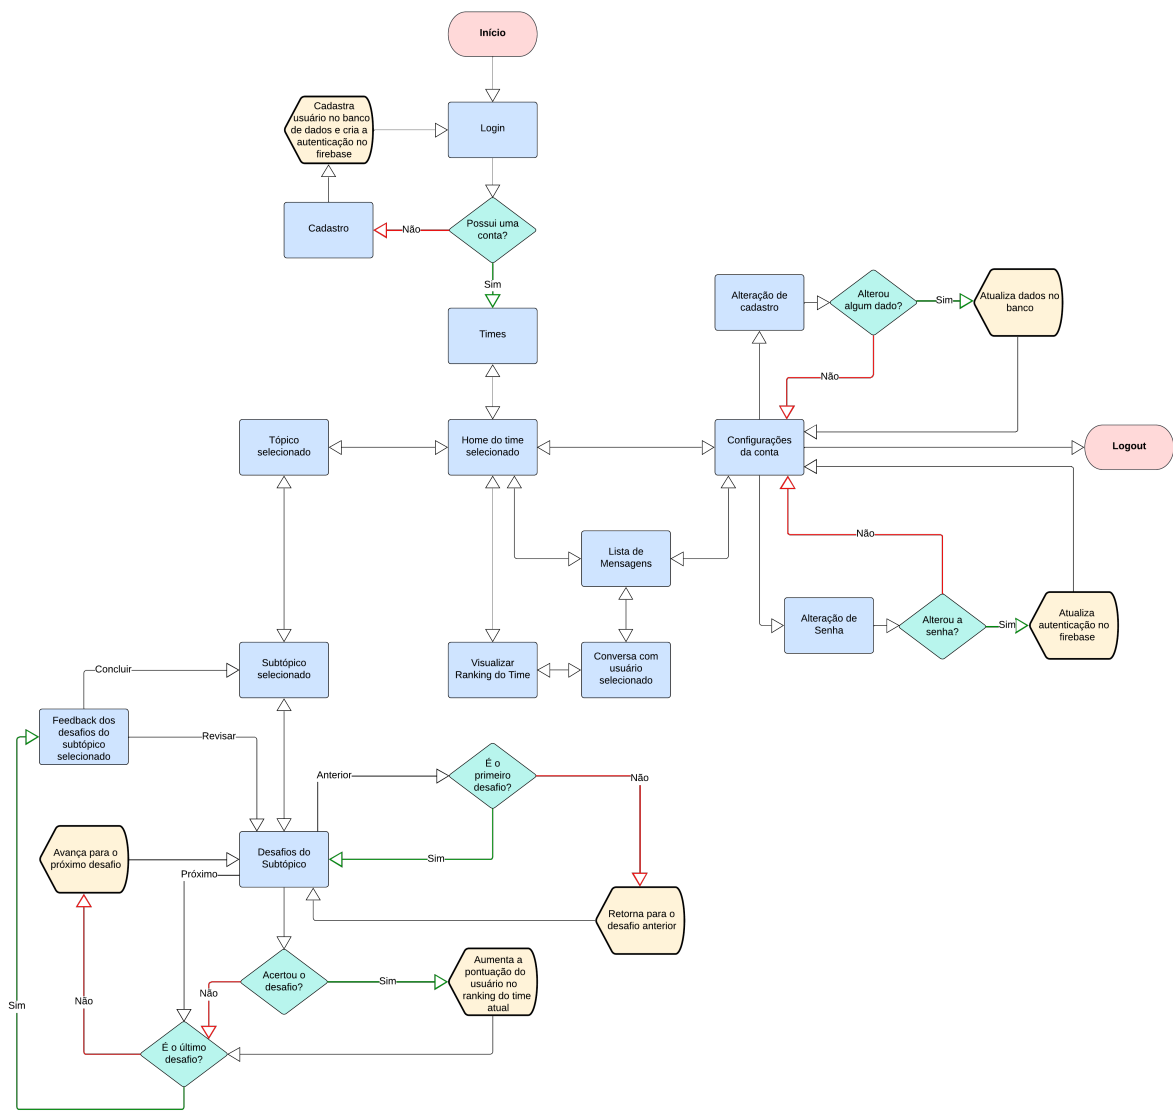 Início
Cadastra
usuário no banco
de dados e cria a
autenticação no
firebase
Login
Cadastro
Não
Possui uma
conta?
Sim
Times
Alteração de
cadastro
Alterou
algum dado?
Sim
Atualiza dados no
banco
Não
Tópico
selecionado
Home do time
selecionado
Configurações
da conta
Logout
Não
Lista de
Mensagens
Alteração de
Senha
Alterou a
senha?
Sim
Atualiza
autenticação no
firebase
Concluir
Subtópico
selecionado
Visualizar
Ranking do Time
Conversa com
usuário
selecionado
Feedback dos
desafios do
subtópico
selecionado
Revisar
Anterior
É o
primeiro
desafio?
Não
Avança para o
próximo desafio
Desafios do
Subtópico
Sim
Próximo
Retorna para o
desafio anterior
Acertou o
desafio?
Sim
Aumenta a
pontuação do
usuário no
ranking do time
atual
Não
Não
Sim
É o último
desafio?